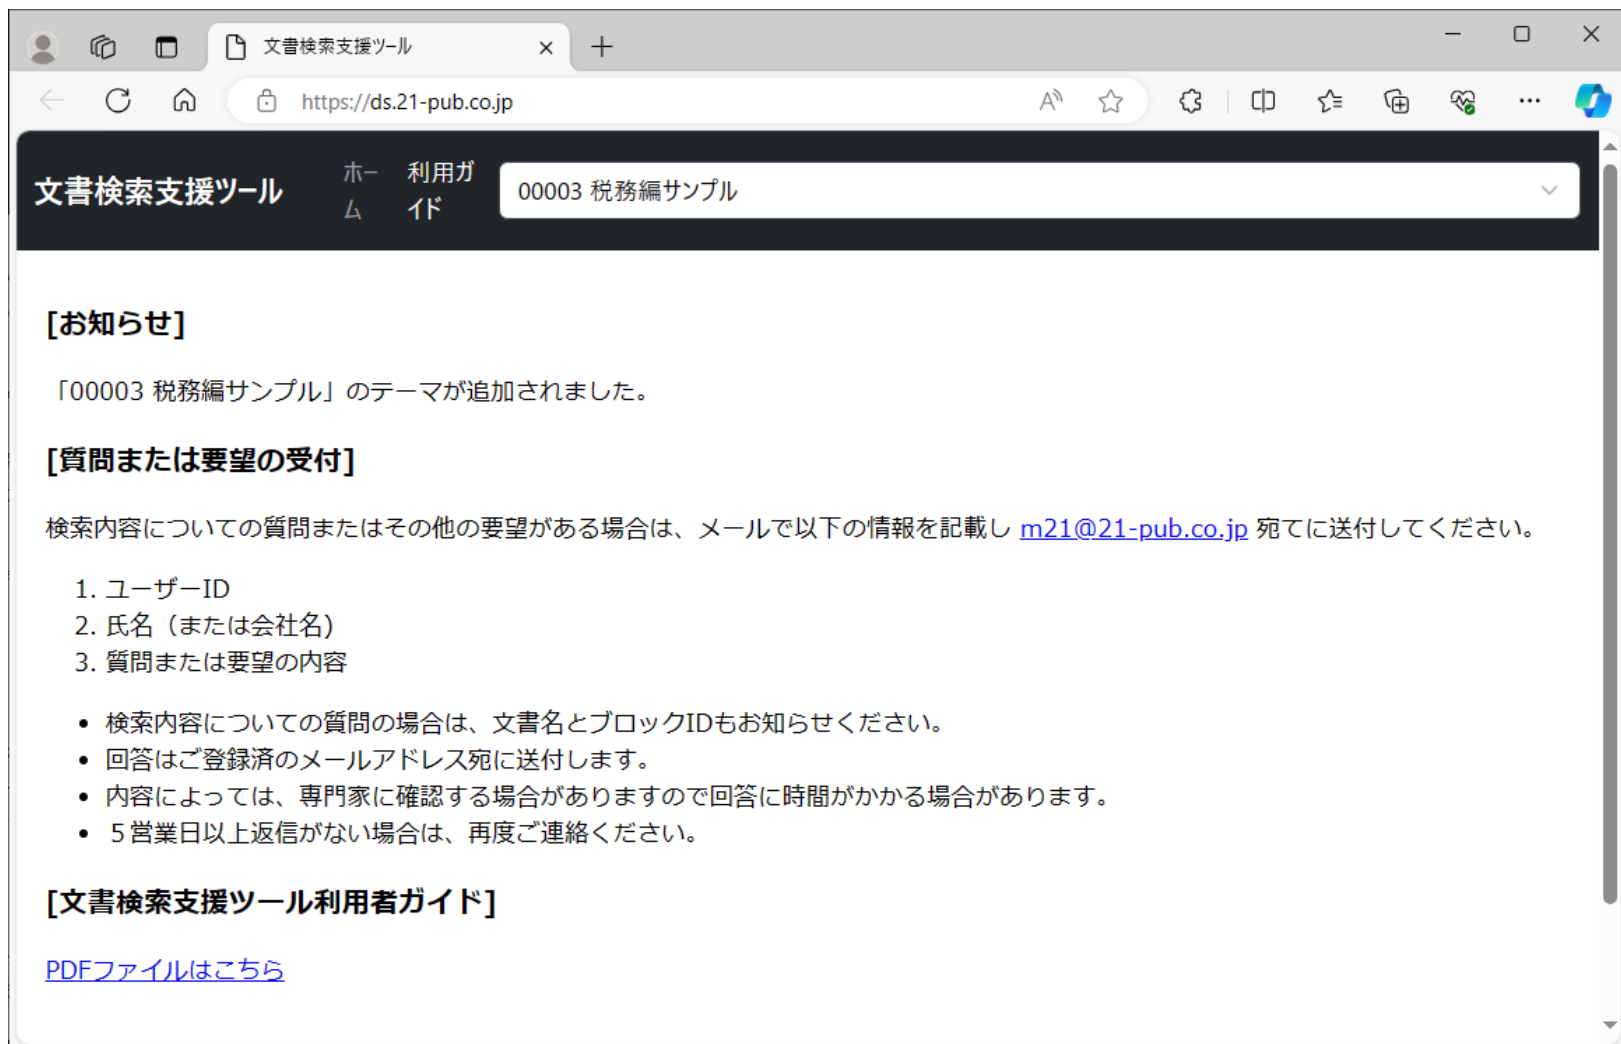 文書検索支援ツール
https://ds.21-pub.co.jp
文書検索支援ツール
ホー
ム
利用ガ
イド
00003 税務編サンプル
[お知らせ]
「00003 税務編サンプル」のテーマが追加されました。
[質問または要望の受付]
検索内容についての質問またはその他の要望がある場合は、メールで以下の情報を記載し m21@21-pub.co.jp 宛てに送付してください。
1. ユーザーID
2. 氏名（または会社名)
3. 質問または要望の内容
• 検索内容についての質問の場合は、文書名とブロックIDもお知らせください。
• 回答はご登録済のメールアドレス宛に送付します。
• 内容によっては、専門家に確認する場合がありますので回答に時間がかかる場合があります。
• ５営業日以上返信がない場合は、再度ご連絡ください。
[文書検索支援ツール利用者ガイド]
PDFファイルはこちら